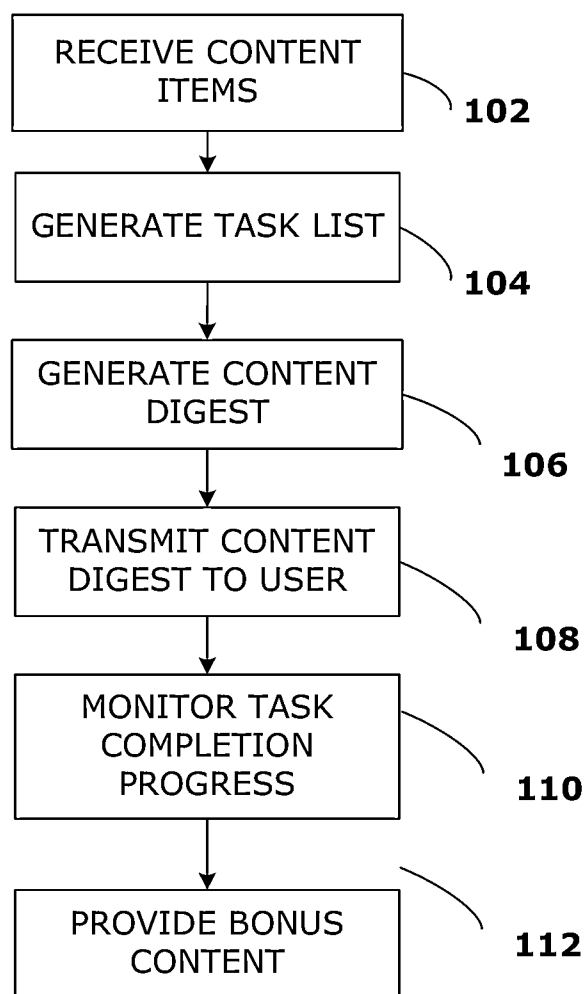 RECEIVE CONTENT
ITEMS
102
GENERATE TASK LIST
104
GENERATE CONTENT
DIGEST
106
TRANSMIT CONTENT
DIGEST TO USER
108
MONITOR TASK
COMPLETION
PROGRESS
110
PROVIDE BONUS
CONTENT
112